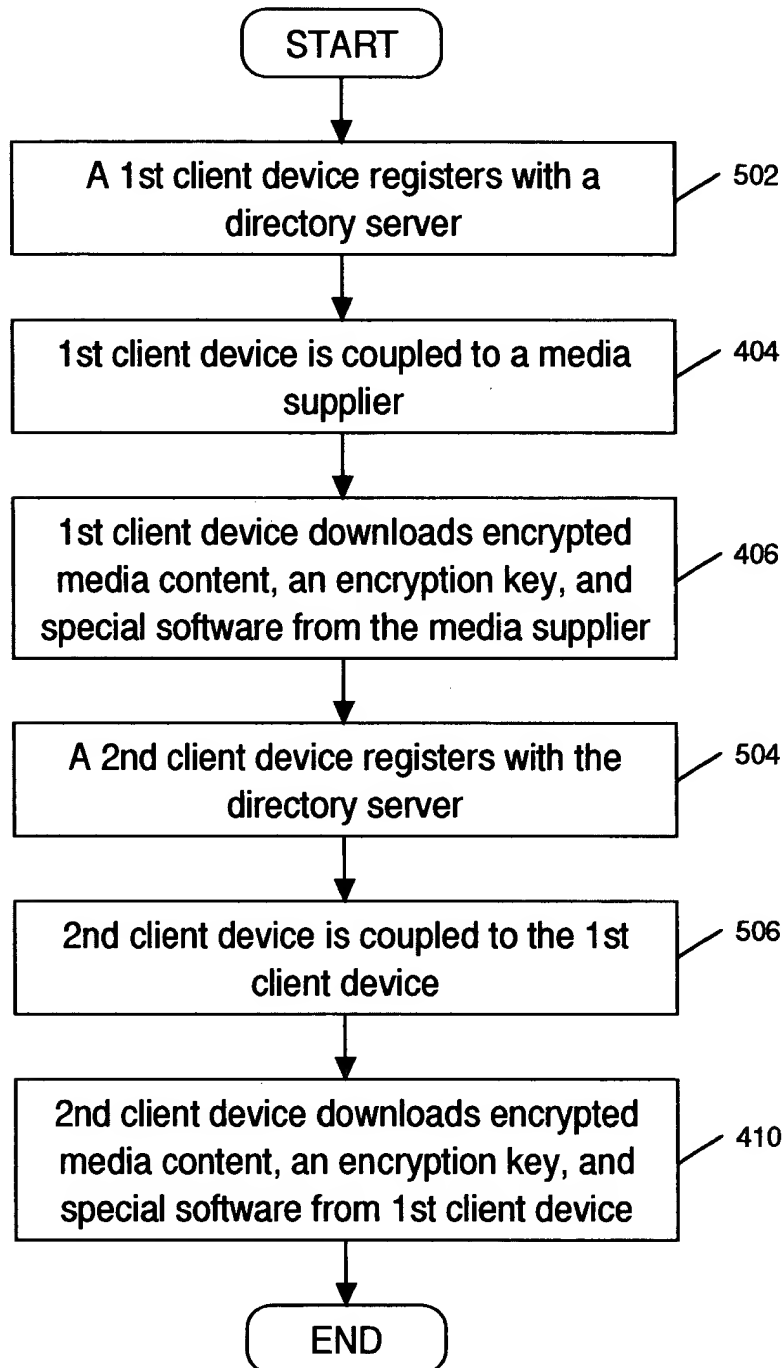 START
A 1st client device registers with a
directory server
502
1st client device is coupled to a media
supplier
404
1st client device downloads encrypted
media content, an encryption key, and
special software from the media supplier
406
A 2nd client device registers with the
directory server
504
2nd client device is coupled to the 1st
client device
506
2nd client device downloads encrypted
media content, an encryption key, and
special software from 1st client device
410
END